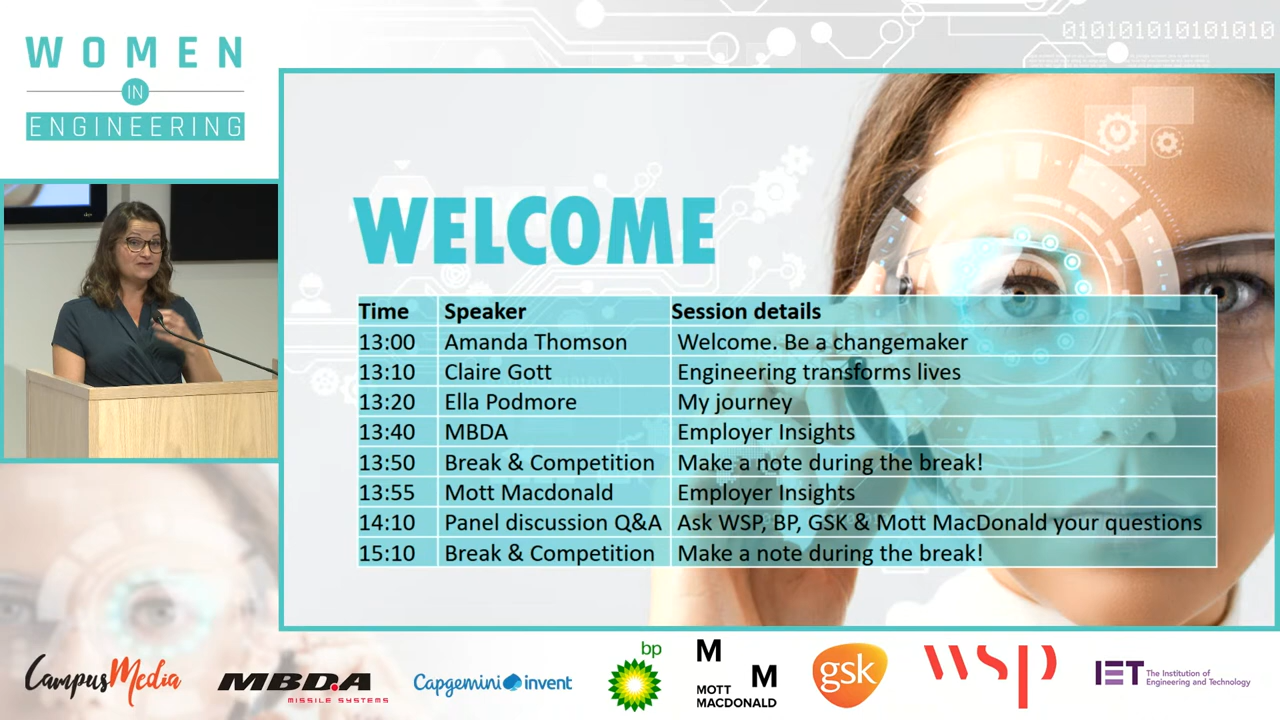 WOMEN
IN
ENGINEERING
010101010101010
WELCOME
Time Speaker Session details
13:00 Amanda Thomson Welcome. Be a changemaker
13:10 Claire Gott Engineering transforms lives
13:20 Ella Podmore My journey
13:40 MBDA Employer Insights
13:50 Break & Competition Make a note during the break!
13:55 Mott Macdonald Employer Insights
14:10 Panel discussion Q&A Ask WSP, BP, GSK & Mott MacDonald your questions
15:10 Break & Competition Make a note during the break!
CampusMedia
MBDA
MISSILE SYSTEMS
Capgemini invent
bp
M
M
MOTT
MACDONALD
gsk
wsp
IET The Institution of
Engineering and Technology